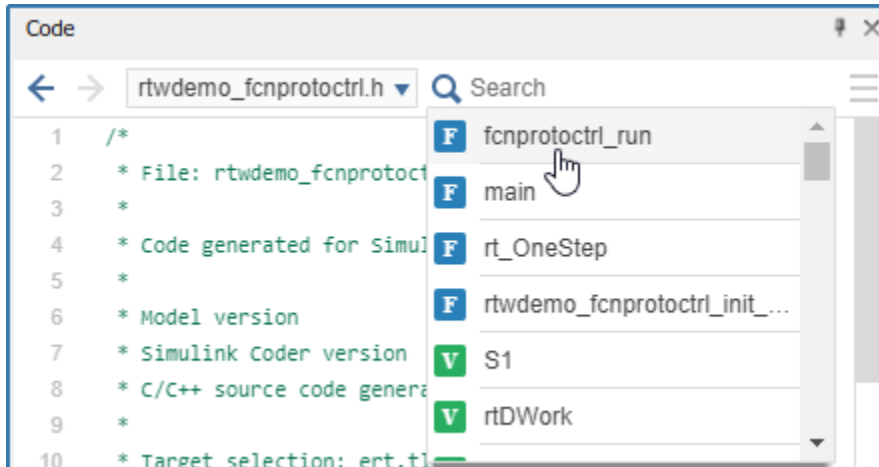 Code
rtwdemo_fcnprotoctrl.h Search
1 /*
2 * File: rtwdemo_fcnprotoct
3 *
4 * Code generated for Simul
5 *
6 * Model version
7 * Simulink Coder version
8 * C/C++ source code genera
9 *
10 * Target selection: ert.tl
F fcnprotoctrl_run
F main
F rt_OneStep
F rtwdemo_fcnprotoctrl_init_...
V S1
V rtDWork